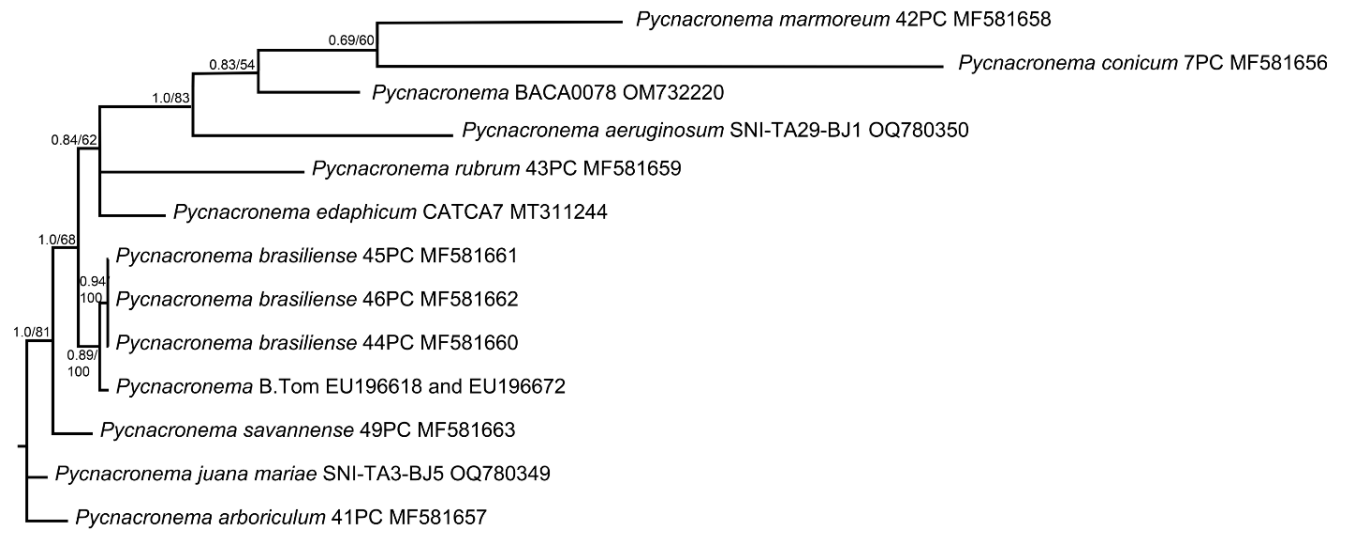 Pycnacronema marmoreum 42PC MF581658
0.69/60
Pycnacronema conicum 7PC MF581656
0.83/54
Pycnacronema BACA0078 OM732220
1.0/83
Pycnacronema aeruginosum SNI-TA29-BJ1 OQ780350
0.84/62
Pycnacronema rubrum 43PC MF581659
Pycnacronema edaphicum CATCA7 MT311244
1.0/68
Pycnacronema brasiliense 45PC MF581661
0.94/
100
Pycnacronema brasiliense 46PC MF581662
1.0/81
Pycnacronema brasiliense 44PC MF581660
0.89/
100
Pycnacronema B.Tom EU196618 and EU196672
Pycnacronema savannense 49PC MF581663
Pycnacronema juana mariae SNI-TA3-BJ5 OQ780349
Pycnacronema arboriculum 41PC MF581657